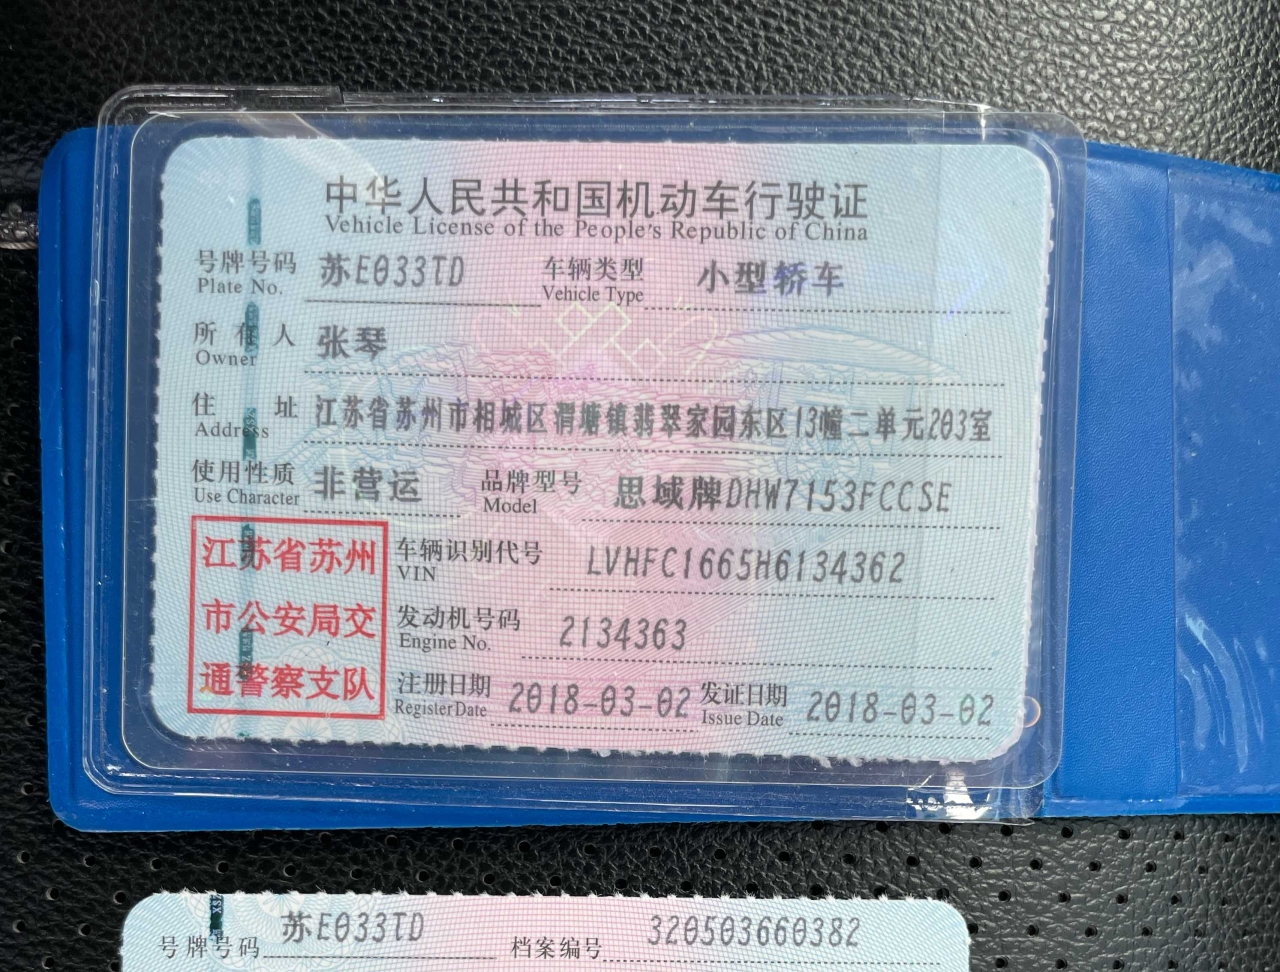 中华人民共和国机动车行驶证
Vehicle License of the People's Republic of China
号牌号码 苏E033TD 车辆类型 小型轿车
Plate No. Vehicle Type
所有人 张琴
Owner
住址 江苏省苏州市相城区渭塘镇翡翠家园东区13幢二单元203室
Address
使用性质 非营运 品牌型号 思域牌DHW7153FCCSE
Use Character Model
江苏省苏州
市公安局交
通警察支队
车辆识别代号 LVHFC1665H6134362
VIN
发动机号码 2134363
Engine No.
注册日期 2018-03-02 发证日期 2018-03-02
Register Date Issue Date
号牌号码 苏E033TD 档案编号 320503660382